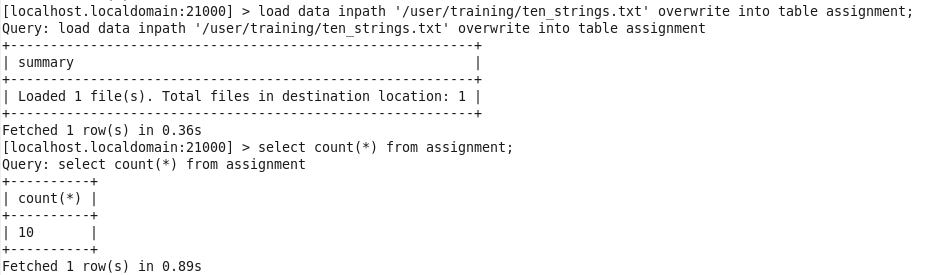 [localhost.localdomain:21000] > load data inpath '/user/training/ten_strings.txt' overwrite into table assignment;
Query: load data inpath '/user/training/ten_strings.txt' overwrite into table assignment
+----------------------------------------------------------+
| summary                                                  |
+----------------------------------------------------------+
| Loaded 1 file(s). Total files in destination location: 1 |
+----------------------------------------------------------+
Fetched 1 row(s) in 0.36s
[localhost.localdomain:21000] > select count(*) from assignment;
Query: select count(*) from assignment
+----------+
| count(*) |
+----------+
| 10       |
+----------+
Fetched 1 row(s) in 0.89s